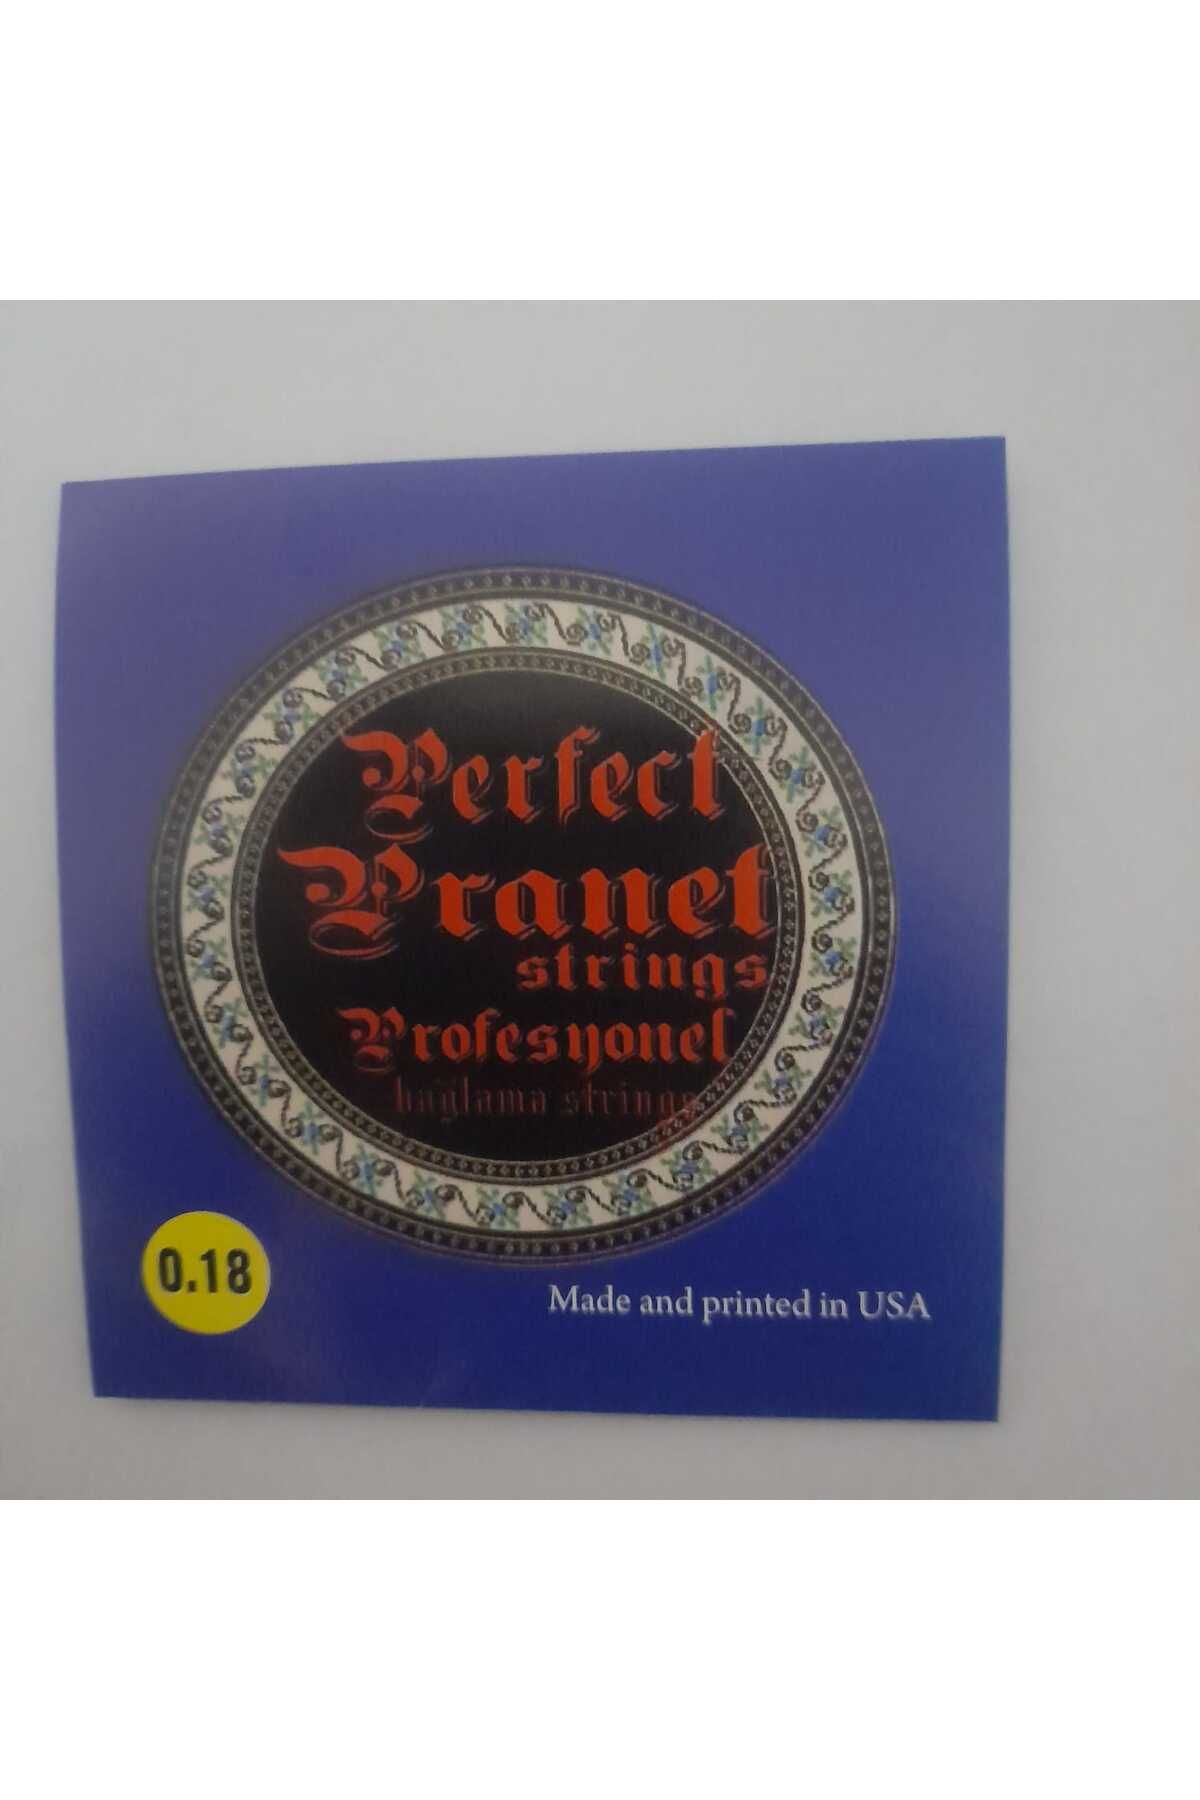 Perfect
Pranet
strings
Profesyonel
bağlama strings
0.18
Made and printed in USA